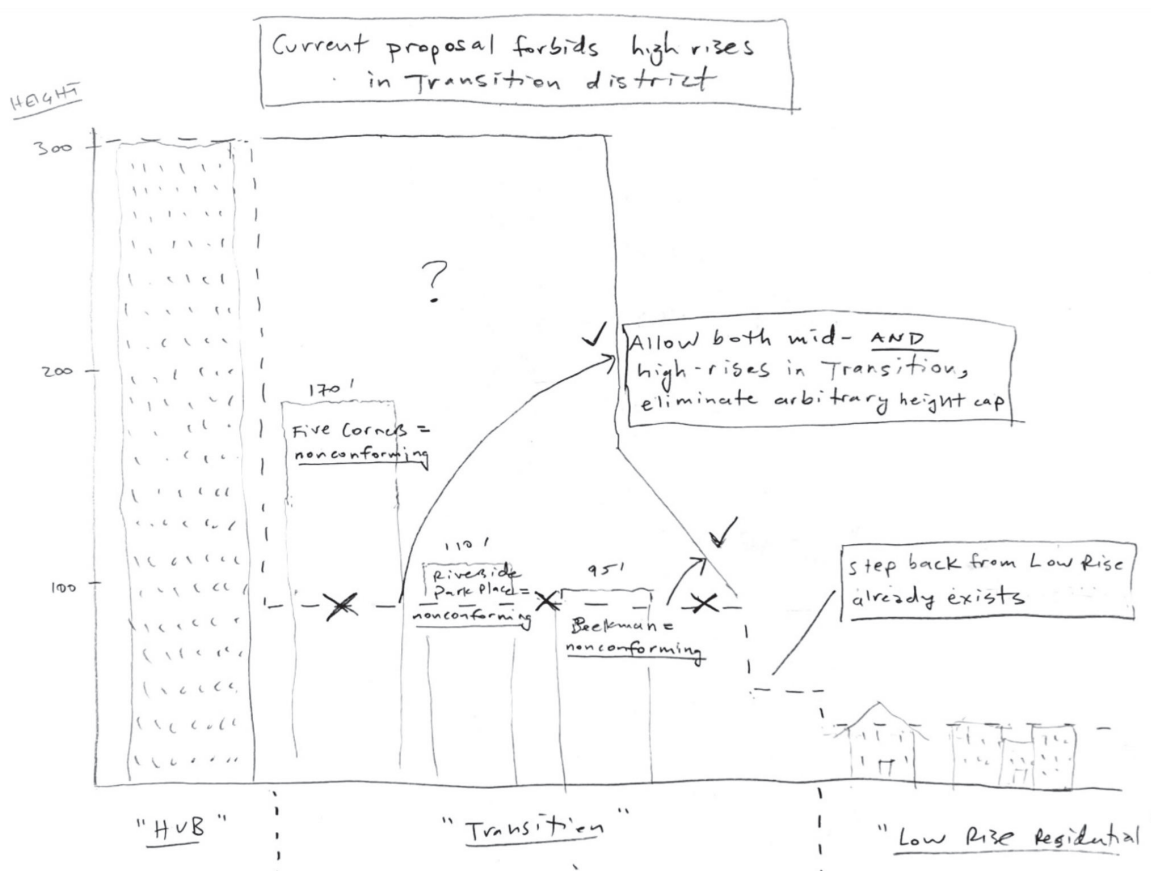 Current proposal forbids high rises
in Transition district
HEIGHT
300
?
Allow both mid- AND
high-rises in Transition,
eliminate arbitrary height cap
200
170'
Five Corners =
nonconforming
110'
Riverside
Park Place =
nonconforming
95'
Beekman =
nonconforming
Step back from Low Rise
already exists
100
"HUB"
"Transition"
"Low Rise Residential